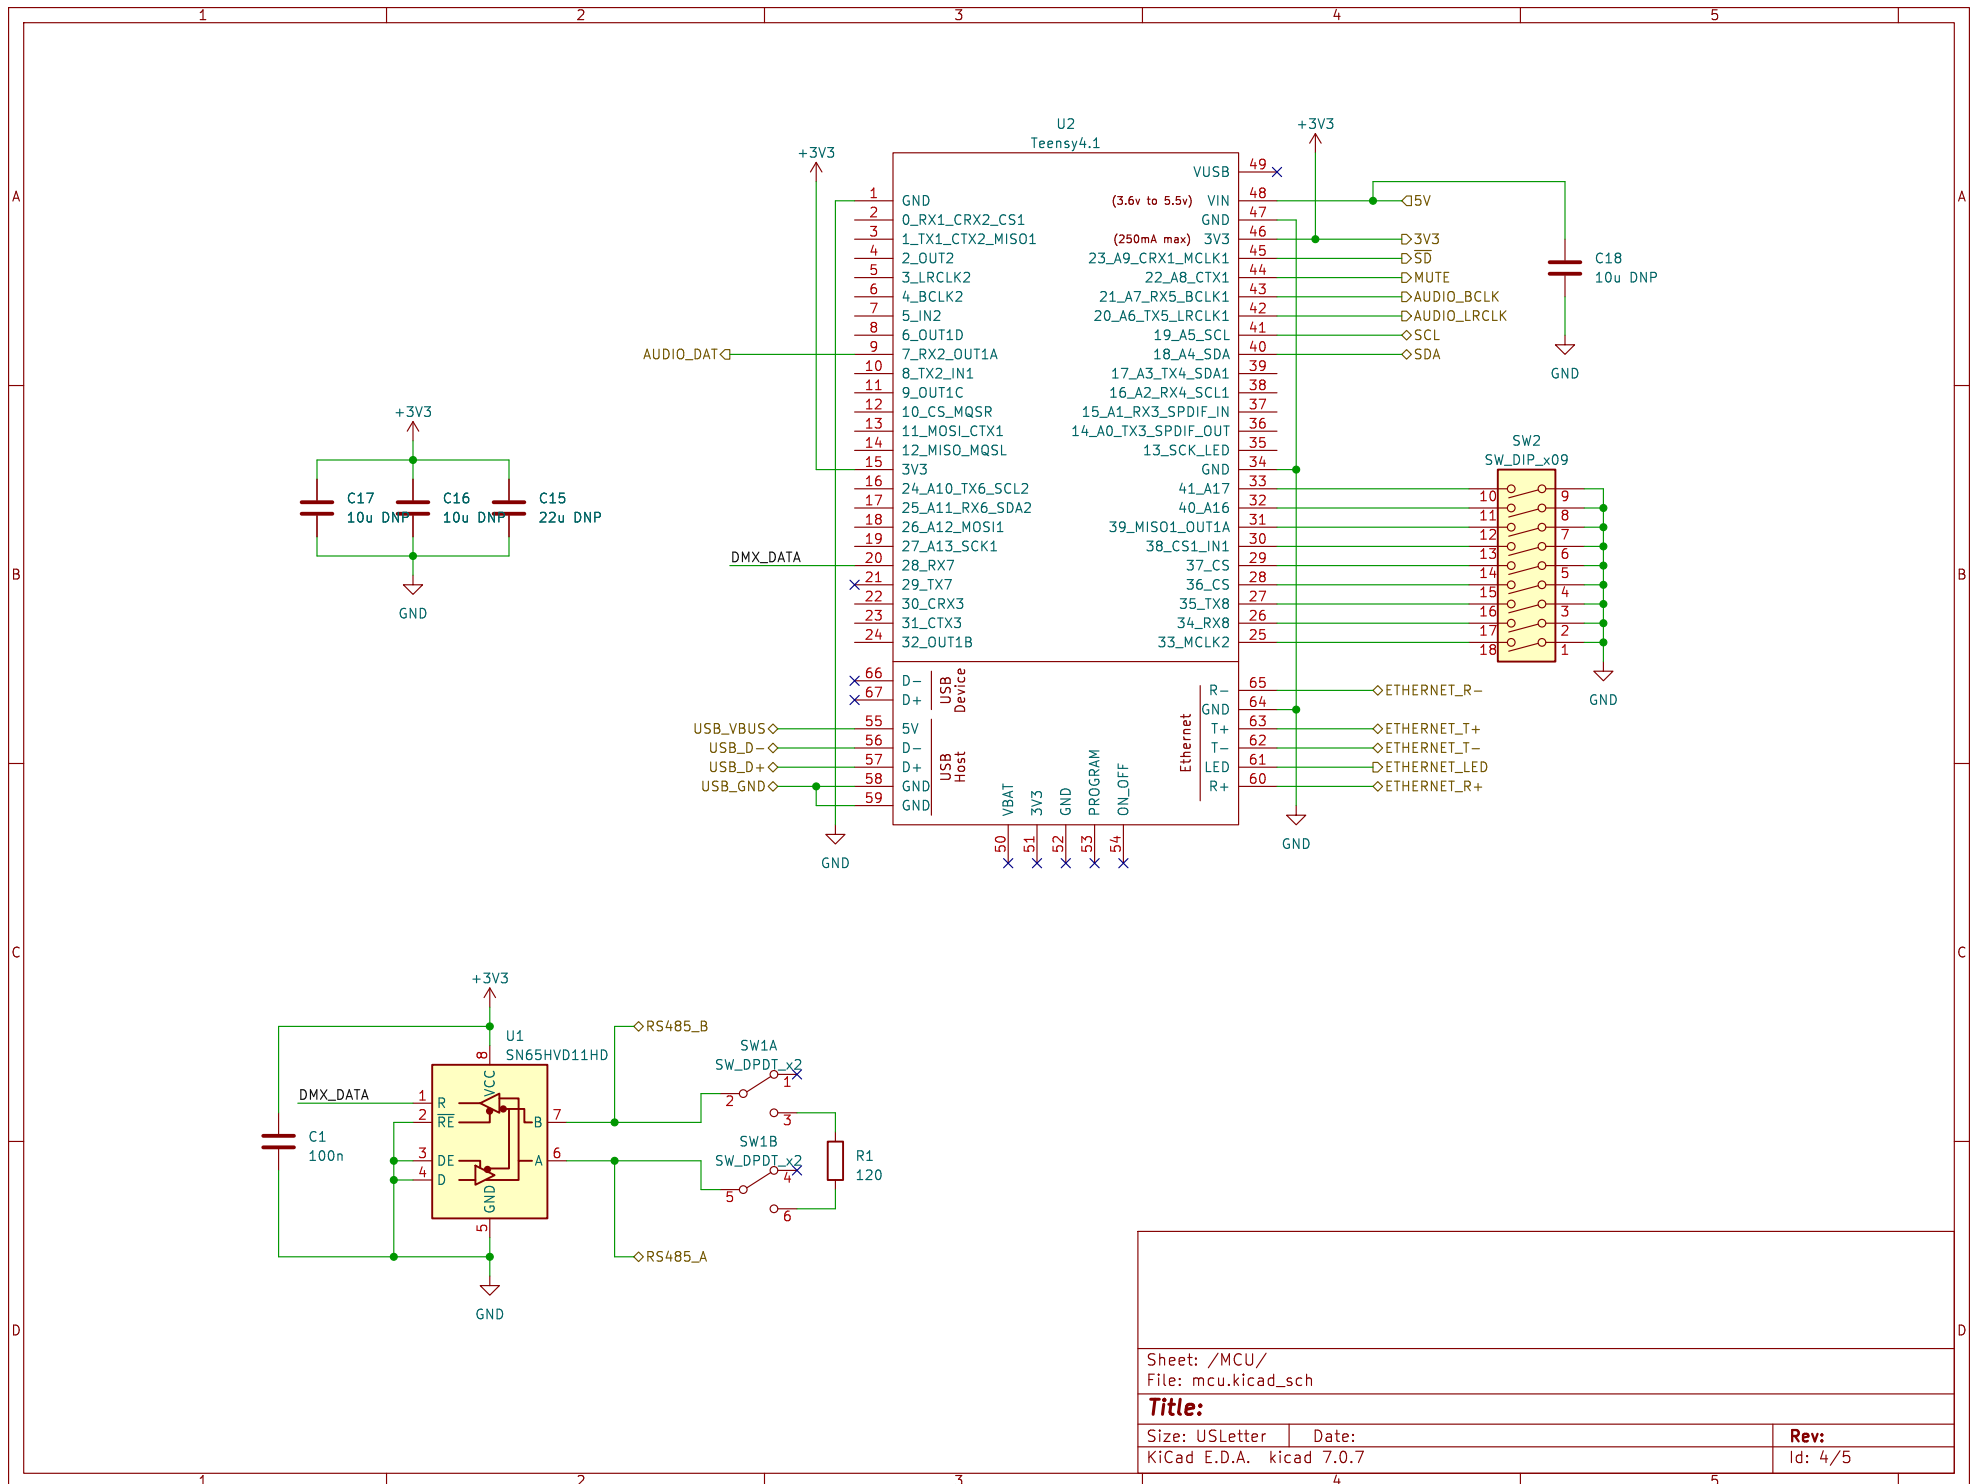 1 2 3 4 5
A
B
C
D
A
B
C
D
1 2 3 4 5
U2
Teensy4.1
+3V3
+3V3
1 GND
2 0_RX1_CRX2_CS1
3 1_TX1_CTX2_MISO1
4 2_OUT2
5 3_LRCLK2
6 4_BCLK2
7 5_IN2
8 6_OUT1D
AUDIO_DAT 9 7_RX2_OUT1A
10 8_TX2_IN1
11 9_OUT1C
12 10_CS_MQSR
13 11_MOSI_CTX1
14 12_MISO_MQSL
15 3V3
16 24_A10_TX6_SCL2
17 25_A11_RX6_SDA2
18 26_A12_MOSI1
19 27_A13_SCK1
DMX_DATA 20 28_RX7
21 29_TX7
22 30_CRX3
23 31_CTX3
24 32_OUT1B
66 D-
67 D+
USB
Device
USB_VBUS 55 5V
USB_D- 56 D-
USB_D+ 57 D+
USB_GND 58 GND
59 GND
USB
Host
GND
VUSB 49
(3.6v to 5.5v) VIN 48 5V
GND 47
(250mA max) 3V3 46 3V3
23_A9_CRX1_MCLK1 45 SD
22_A8_CTX1 44 MUTE
21_A7_RX5_BCLK1 43 AUDIO_BCLK
20_A6_TX5_LRCLK1 42 AUDIO_LRCLK
19_A5_SCL 41 SCL
18_A4_SDA 40 SDA
17_A3_TX4_SDA1 39
16_A2_RX4_SCL1 38
15_A1_RX3_SPDIF_IN 37
14_A0_TX3_SPDIF_OUT 36
13_SCK_LED 35
GND 34
41_A17 33
40_A16 32
39_MISO1_OUT1A 31
38_CS1_IN1 30
37_CS 29
36_CS 28
35_TX8 27
34_RX8 26
33_MCLK2 25
Ethernet
R- 65 ETHERNET_R-
GND 64
T+ 63 ETHERNET_T+
T- 62 ETHERNET_T-
LED 61 ETHERNET_LED
R+ 60 ETHERNET_R+
GND
VBAT 50
3V3 51
GND 52
PROGRAM 53
ON_OFF 54
C18
10u DNP
GND
SW2
SW_DIP_x09
10 9
11 8
12 7
13 6
14 5
15 4
16 3
17 2
18 1
GND
+3V3
C17
10u DNP
C16
10u DNP
C15
22u DNP
GND
+3V3
U1
SN65HVD11HD
8 VCC
DMX_DATA 1 R
2 RE
3 DE
4 D
B 7
A 6
GND 5
C1
100n
GND
RS485_B
RS485_A
SW1A
SW_DPDT_x2
1
2
3
SW1B
SW_DPDT_x2
4
5
6
R1
120
Sheet: /MCU/
File: mcu.kicad_sch
Title:
Size: USLetter Date: Rev:
KiCad E.D.A. kicad 7.0.7 Id: 4/5